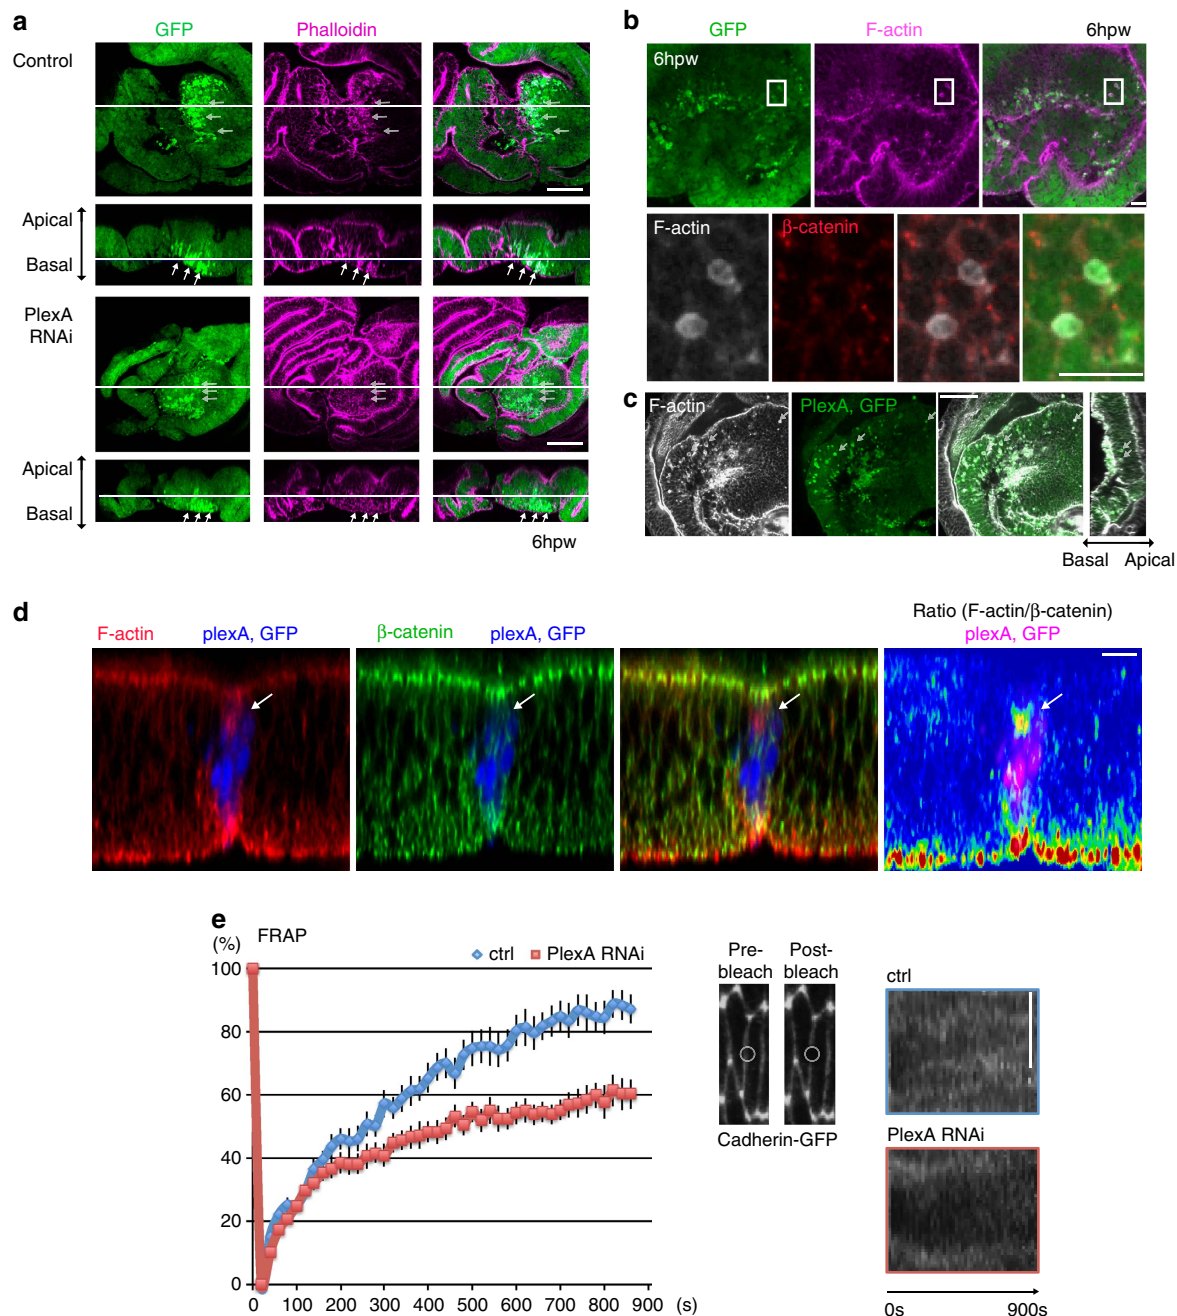 a
GFP
Phalloidin
Control
Apical
Basal
PlexA
RNAi
Apical
Basal
6hpw
b
GFP
F-actin
6hpw
6hpw
F-actin
β-catenin
c
F-actin
PlexA, GFP
Basal
Apical
d
F-actin
plexA, GFP
β-catenin
plexA, GFP
Ratio (F-actin/β-catenin)
plexA, GFP
e
(%)
FRAP
ctrl
PlexA RNAi
100
80
60
40
20
0
0 100 200 300 400 500 600 700 800 900 (s)
Pre-
bleach
Post-
bleach
Cadherin-GFP
ctrl
PlexA RNAi
0s
900s